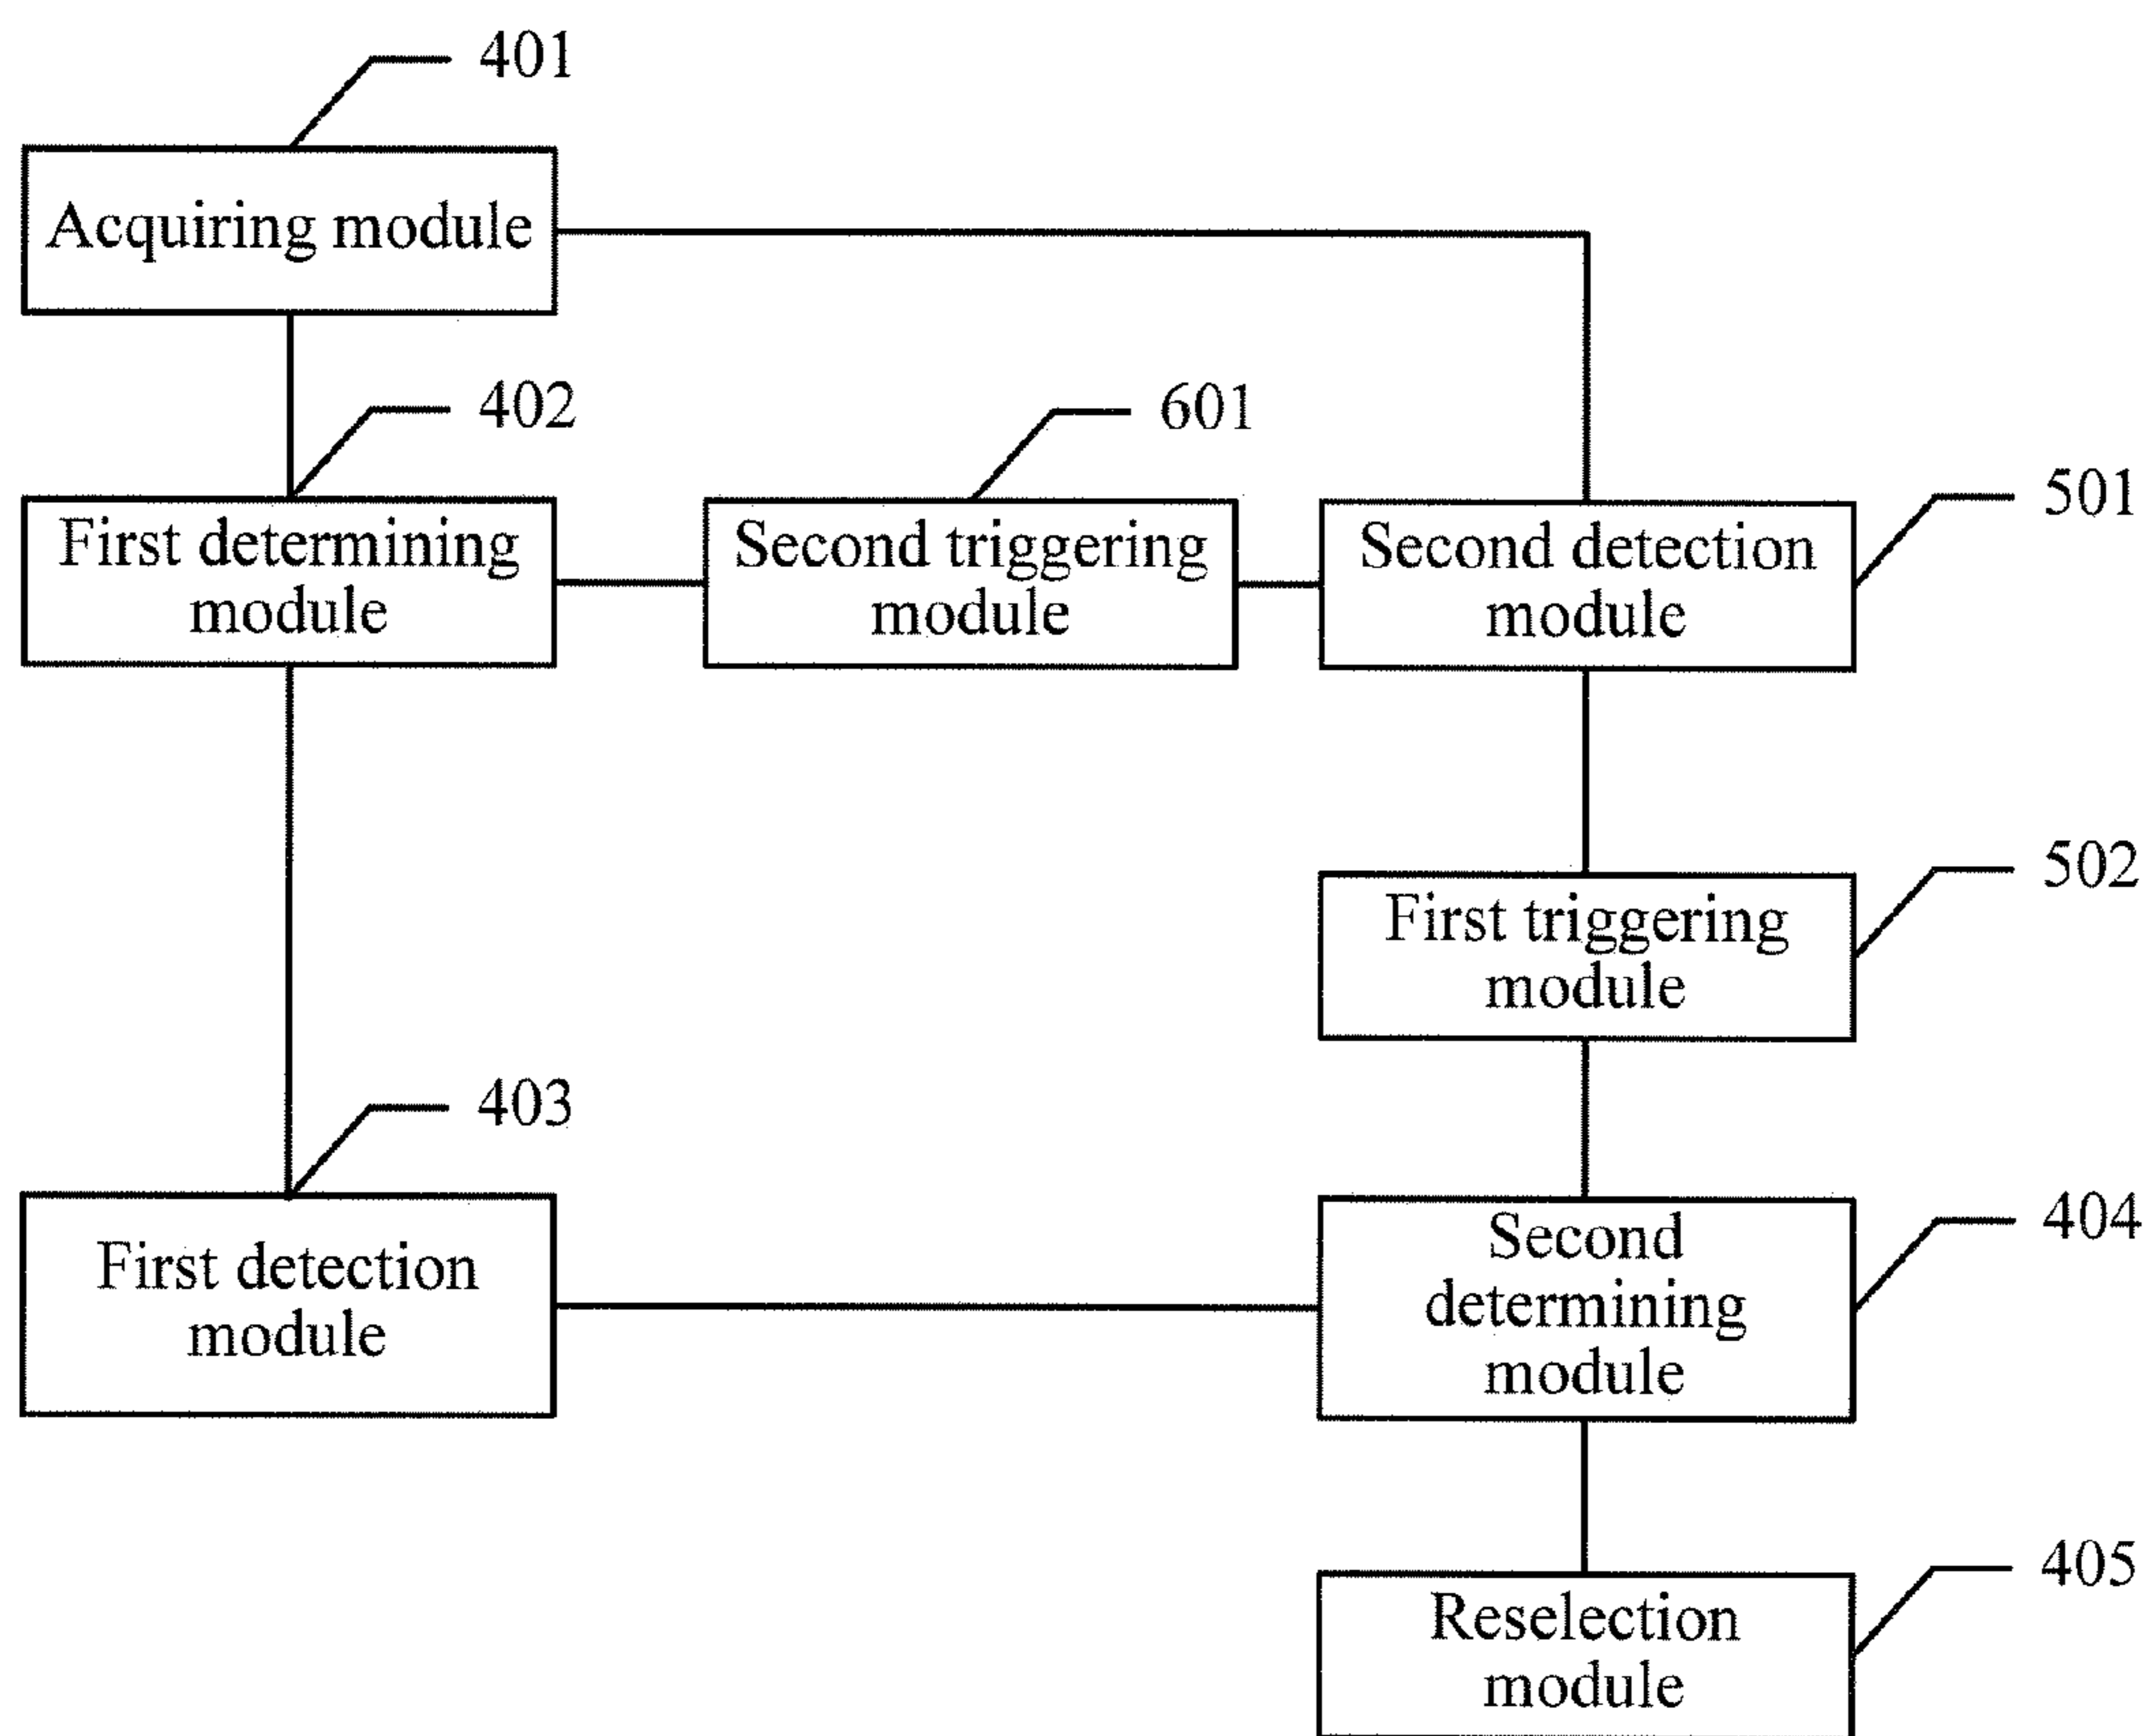 401
Acquiring module
402
601
First determining
module
Second triggering
module
Second detection
module
501
502
First triggering
module
403
First detection
module
404
Second
determining
module
405
Reselection
module